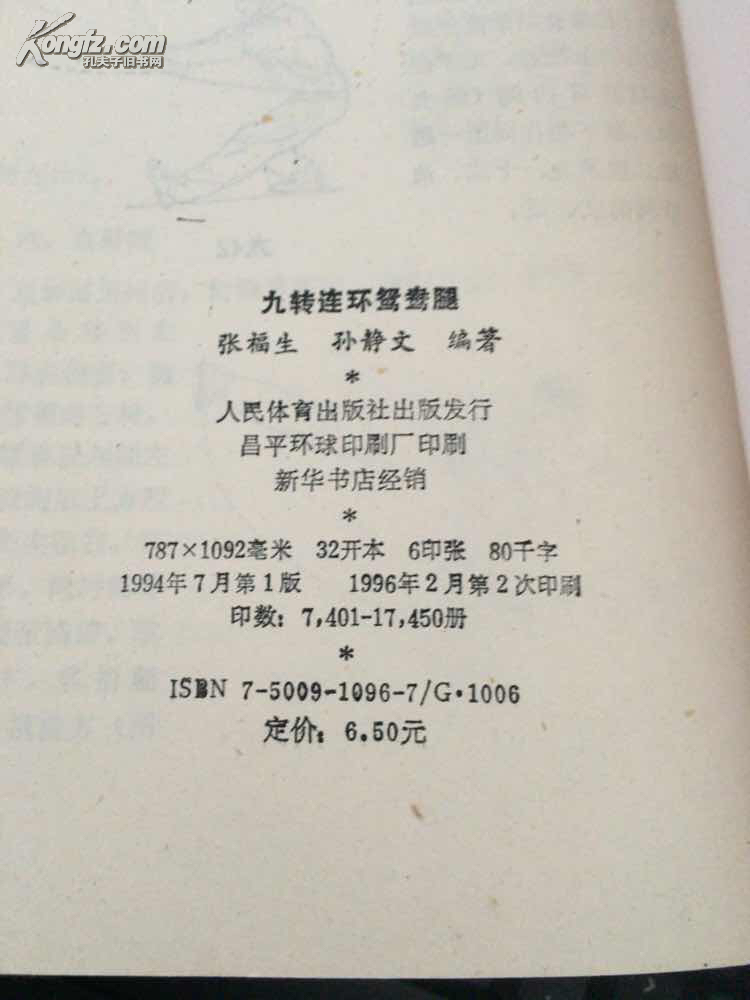 Kongfz.com
孔夫子旧书网
九转连环鸳鸯腿
张福生 孙静文 编著
*
人民体育出版社出版发行
昌平环球印刷厂印刷
新华书店经销
*
787×1092毫米 32开本 6印张 80千字
1994年7月第1版 1996年2月第2次印刷
印数：7,401-17,450册
*
ISBN 7-5009-1096-7/G·1006
定价：6.50元